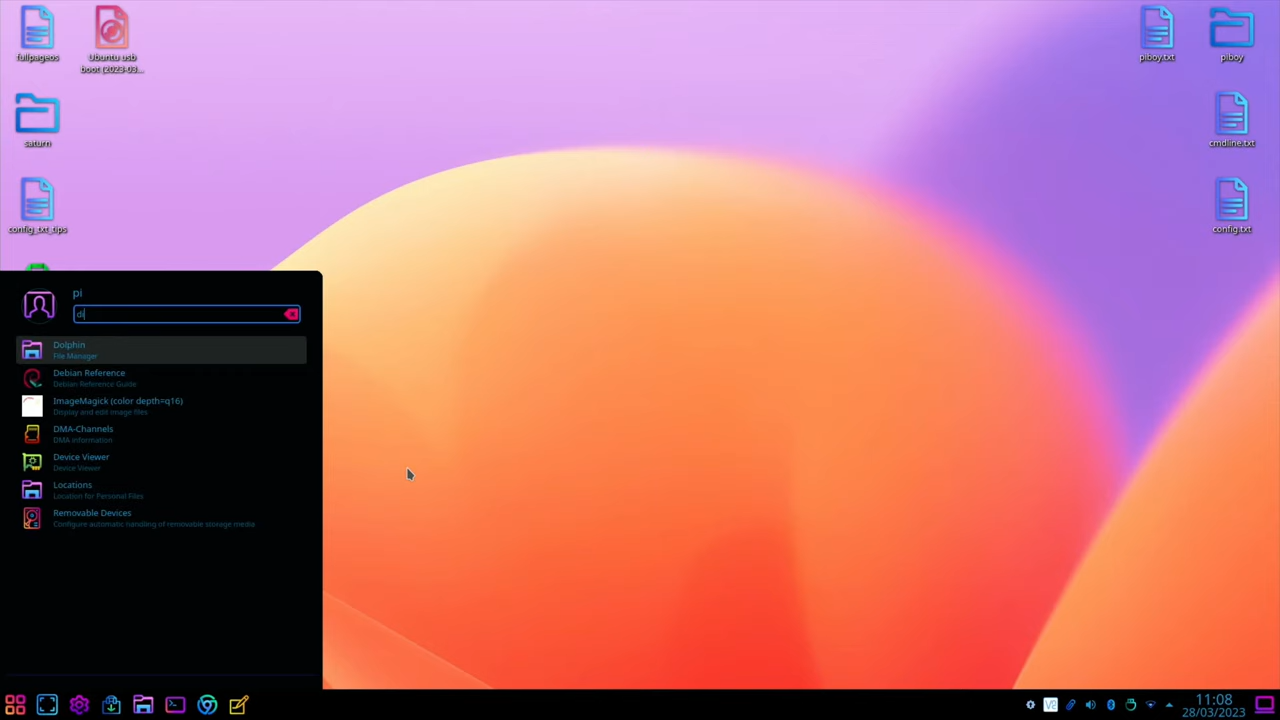 fullpageos
Ubuntu usb
boot (2023-03...
piboy.txt
piboy
saturn
cmdline.txt
config_txt_tips
config.txt
pi
di
Dolphin
File Manager
Debian Reference
Debian Reference Guide
ImageMagick (color depth=q16)
Display and edit image files
DMA-Channels
DMA information
Device Viewer
Device Viewer
Locations
Location for Personal Files
Removable Devices
Configure automatic handling of removable storage media
V2
11:08
28/03/2023